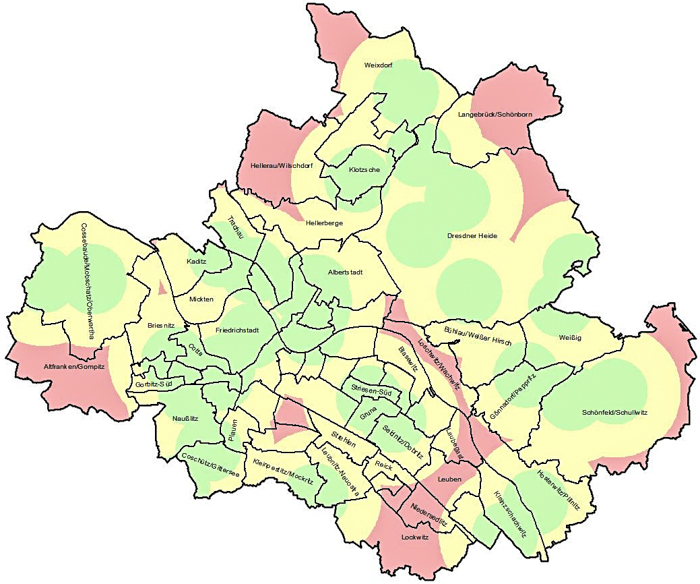 Weixdorf
Langebrück/Schönborn
Hellerau/Wilschdorf
Klotzsche
Trachau
Hellerberge
Dresdner Heide
Cossebaude/Mobschatz/Oberwartha
Kaditz
Albertstadt
Mickten
Briesnitz
Friedrichstadt
Bühlau/Weißer Hirsch
Weißig
Cotta
Blasewitz
Loschwitz/Wachwitz
Altfranken/Gompitz
Gorbitz-Süd
Striesen-Süd
Gönnsdorf/Pappritz
Schönfeld/Schullwitz
Naußlitz
Gruna
Plauen
Seidnitz/Dobritz
Strehlen
Laubegast
Coschütz/Gittersee
Kleinpestitz/Mockritz
Leubnitz-Neuostra
Reick
Leuben
Hosterwitz/Pillnitz
Kleinzschachwitz
Niedersedlitz
Lockwitz